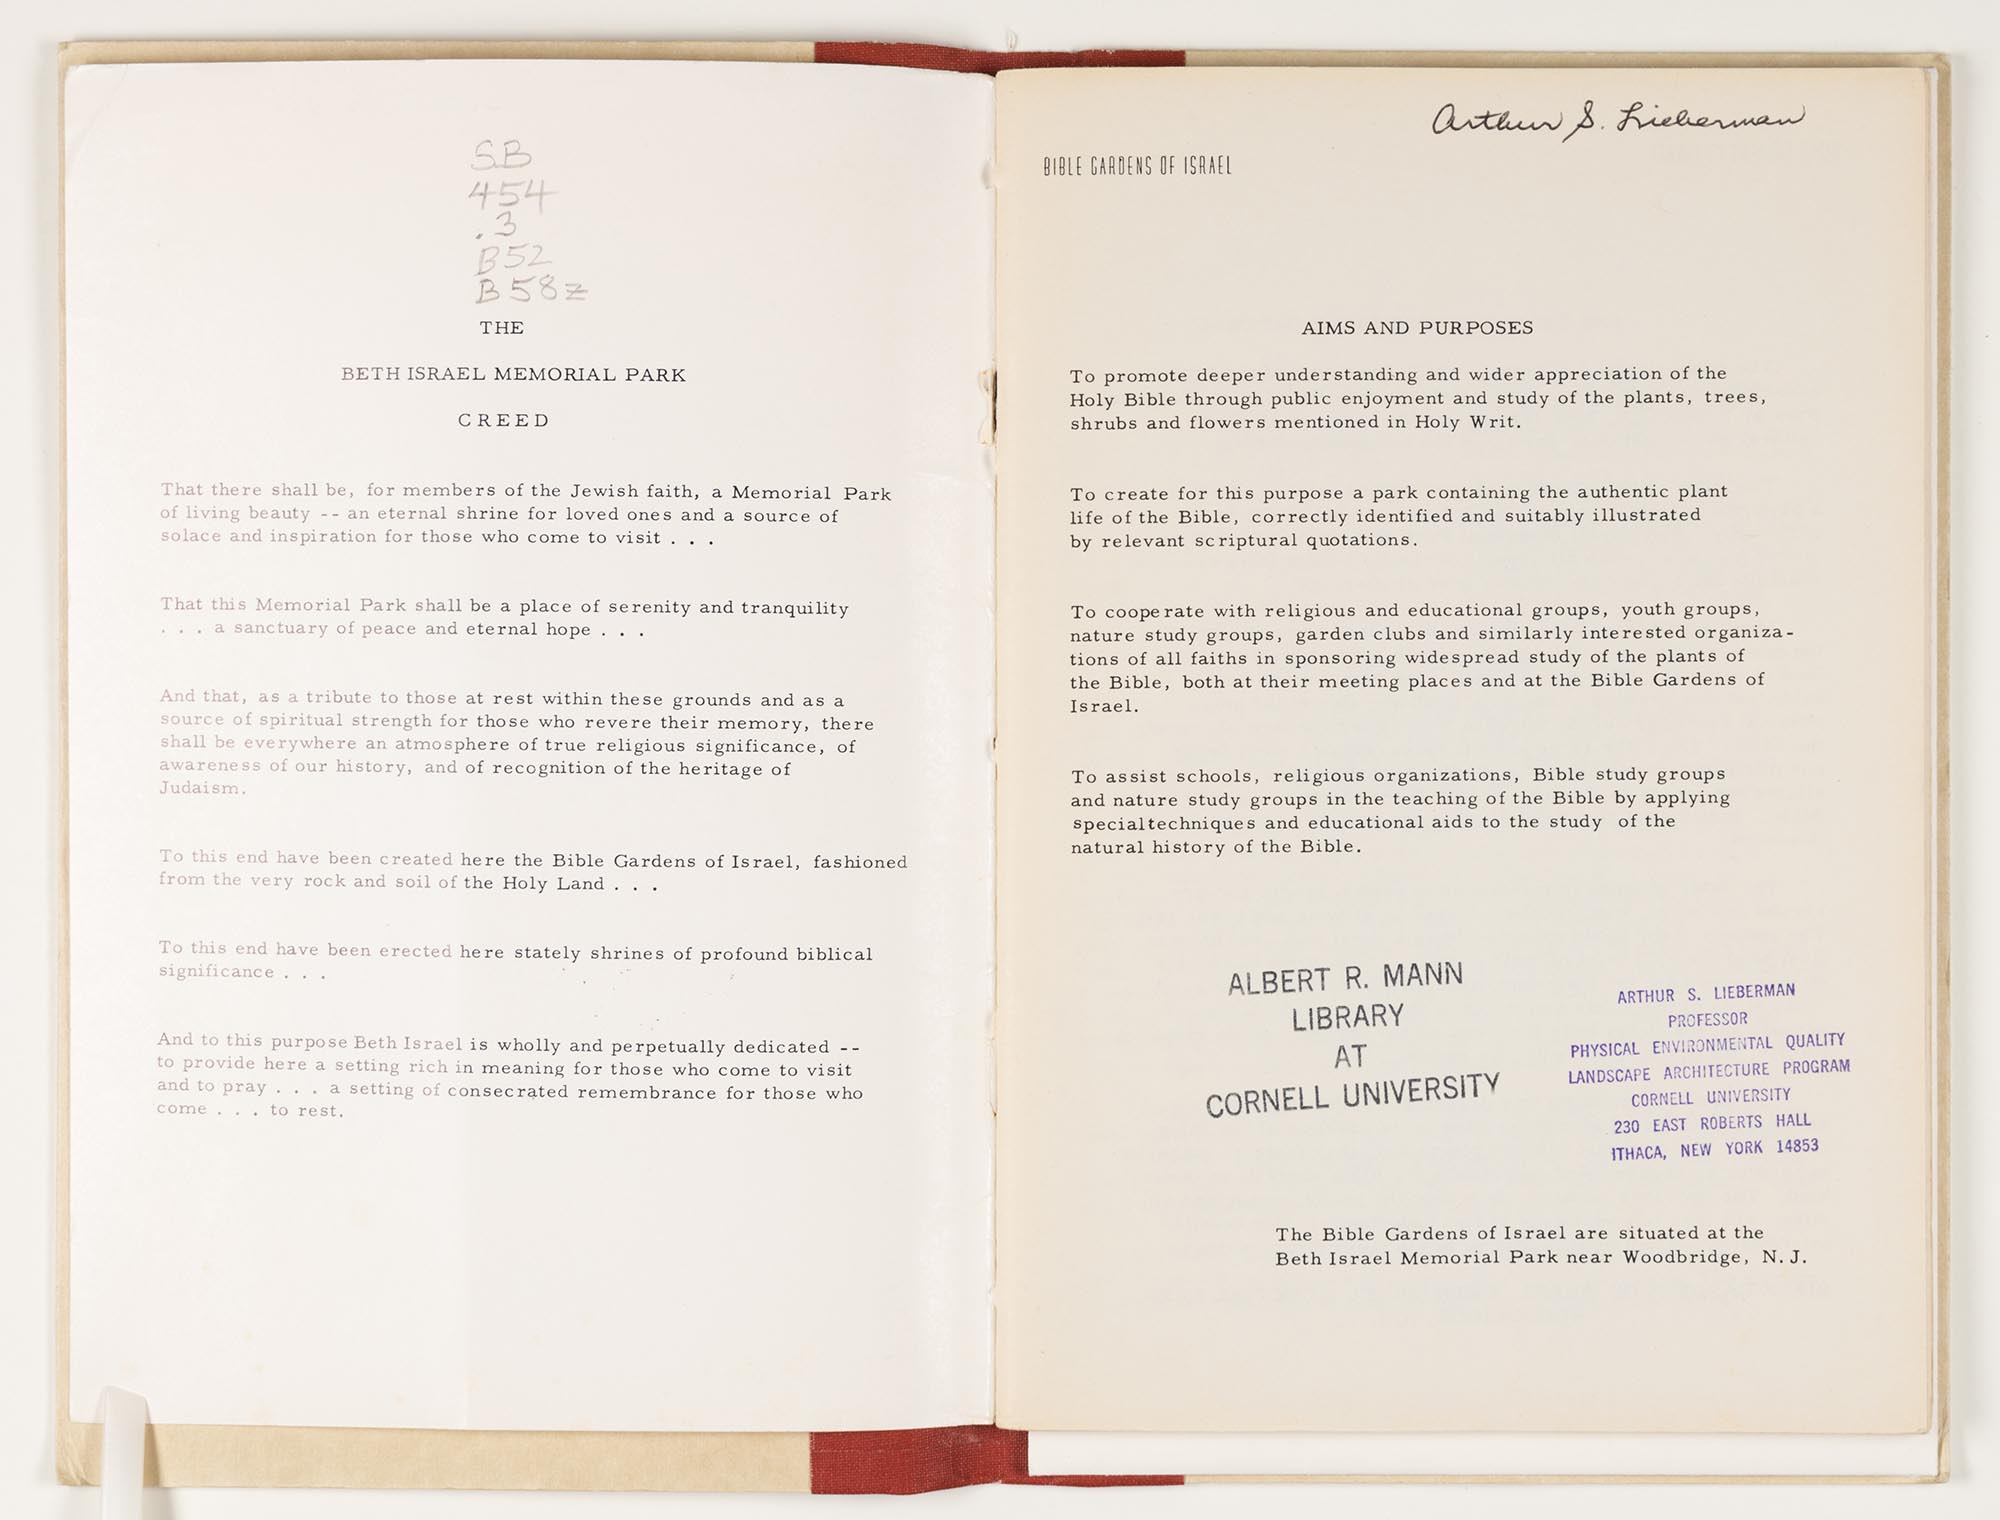 SB
454
.3
B52
B58z
THE
BETH ISRAEL MEMORIAL PARK
CREED
That there shall be, for members of the Jewish faith, a Memorial Park
of living beauty -- an eternal shrine for loved ones and a source of
solace and inspiration for those who come to visit . . .
That this Memorial Park shall be a place of serenity and tranquility
. . . a sanctuary of peace and eternal hope . . .
And that, as a tribute to those at rest within these grounds and as a
source of spiritual strength for those who revere their memory, there
shall be everywhere an atmosphere of true religious significance, of
awareness of our history, and of recognition of the heritage of
Judaism.
To this end have been created here the Bible Gardens of Israel, fashioned
from the very rock and soil of the Holy Land . . .
To this end have been erected here stately shrines of profound biblical
significance . . .
And to this purpose Beth Israel is wholly and perpetually dedicated --
to provide here a setting rich in meaning for those who come to visit
and to pray . . . a setting of consecrated remembrance for those who
come . . . to rest.
Arthur S. Lieberman
BIBLE GARDENS OF ISRAEL
AIMS AND PURPOSES
To promote deeper understanding and wider appreciation of the
Holy Bible through public enjoyment and study of the plants, trees,
shrubs and flowers mentioned in Holy Writ.
To create for this purpose a park containing the authentic plant
life of the Bible, correctly identified and suitably illustrated
by relevant scriptural quotations.
To cooperate with religious and educational groups, youth groups,
nature study groups, garden clubs and similarly interested organiza-
tions of all faiths in sponsoring widespread study of the plants of
the Bible, both at their meeting places and at the Bible Gardens of
Israel.
To assist schools, religious organizations, Bible study groups
and nature study groups in the teaching of the Bible by applying
specialtechniques and educational aids to the study of the
natural history of the Bible.
ALBERT R. MANN
LIBRARY
AT
CORNELL UNIVERSITY
ARTHUR S. LIEBERMAN
PROFESSOR
PHYSICAL ENVIRONMENTAL QUALITY
LANDSCAPE ARCHITECTURE PROGRAM
CORNELL UNIVERSITY
230 EAST ROBERTS HALL
ITHACA, NEW YORK 14853
The Bible Gardens of Israel are situated at the
Beth Israel Memorial Park near Woodbridge, N.J.